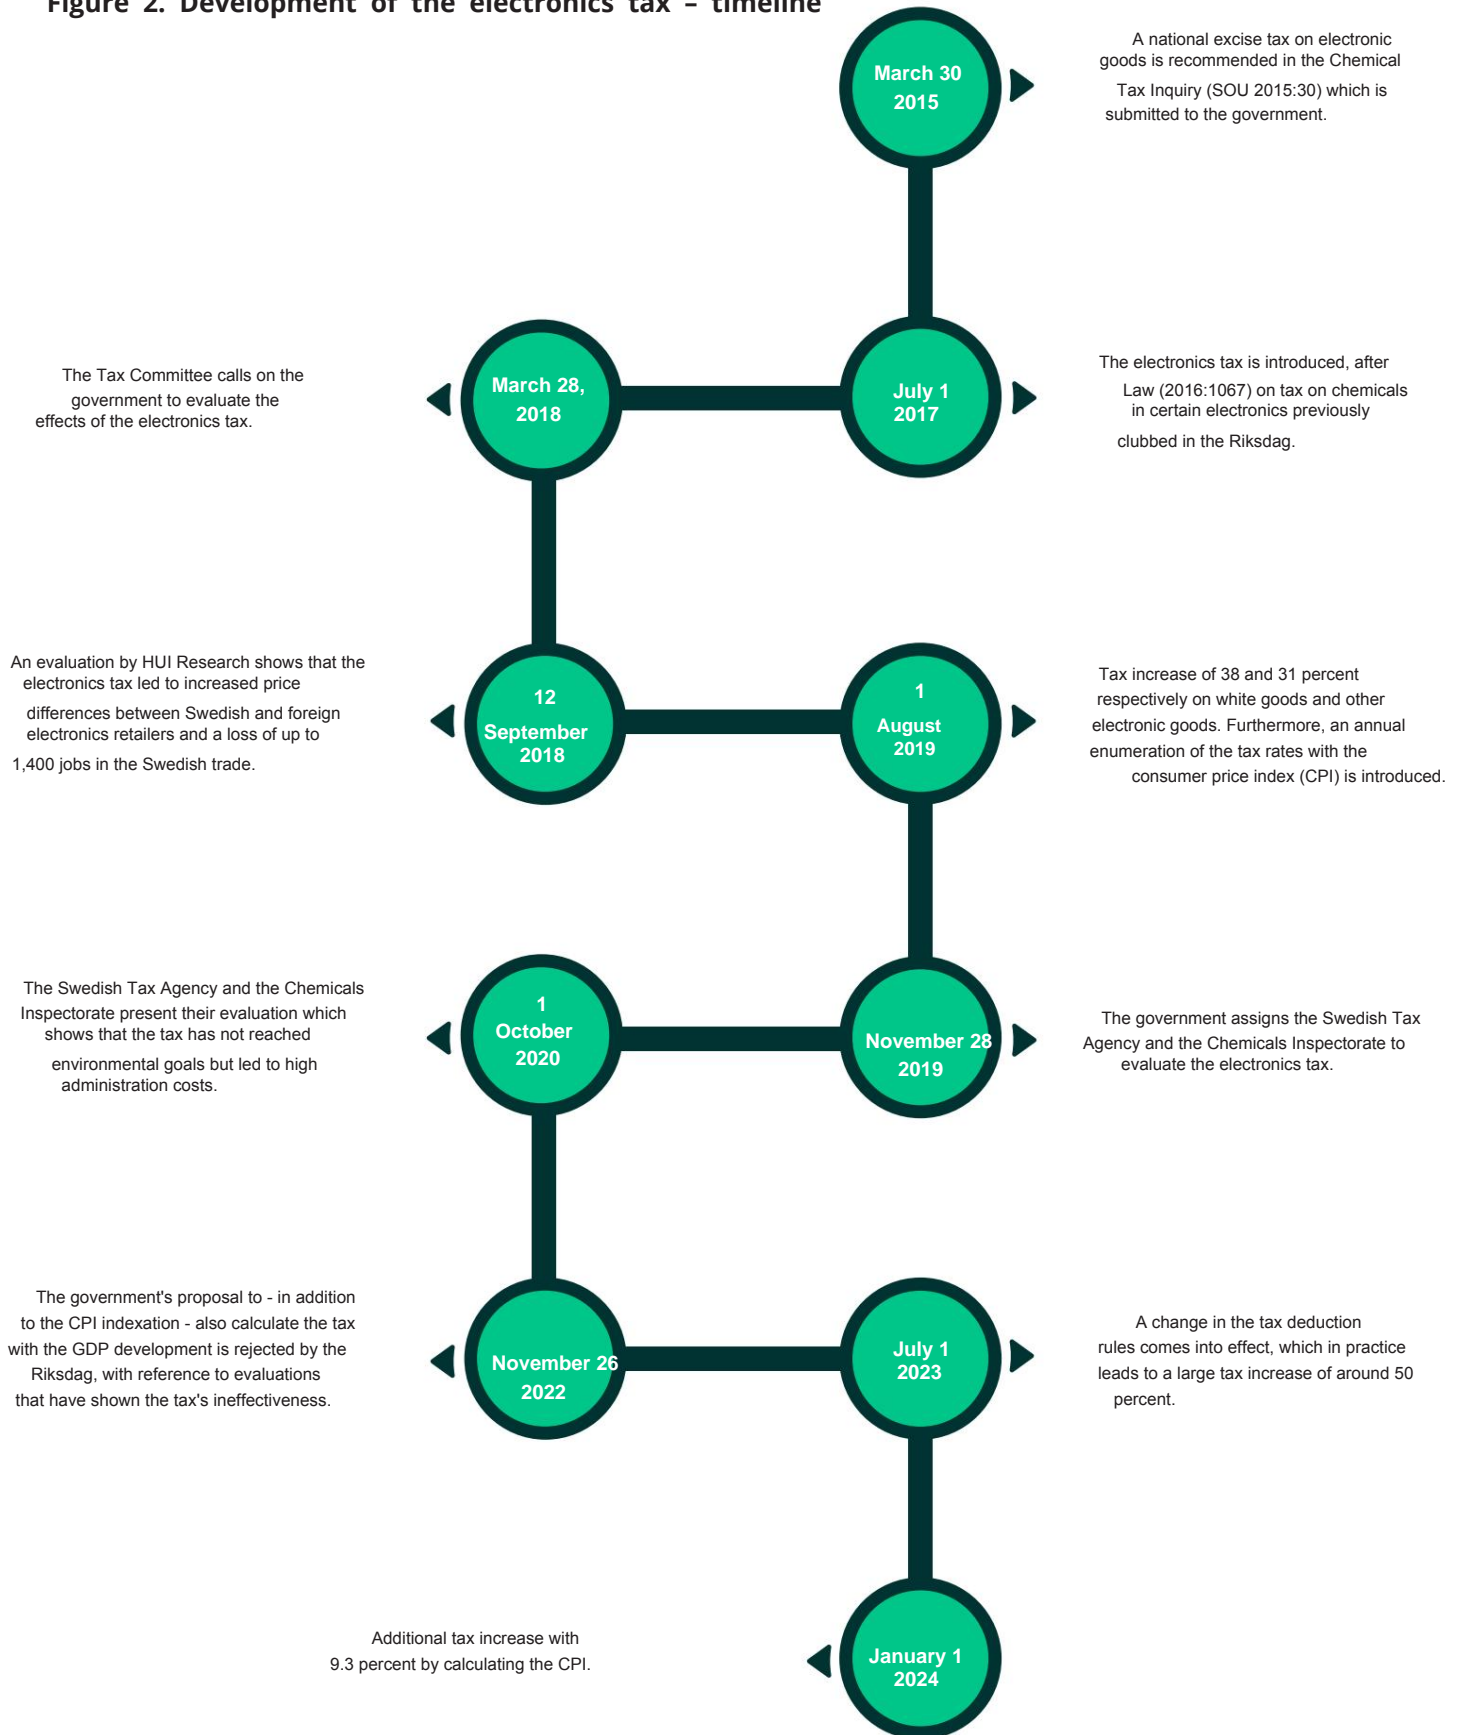 Figure 2. Development of the electronics tax – timeline
March 30
2015
A national excise tax on electronic
goods is recommended in the Chemical
Tax Inquiry (SOU 2015:30) which is
submitted to the government.
July 1
2017
The electronics tax is introduced, after
Law (2016:1067) on tax on chemicals
in certain electronics previously
clubbed in the Riksdag.
March 28,
2018
The Tax Committee calls on the
government to evaluate the
effects of the electronics tax.
12
September
2018
An evaluation by HUI Research shows that the
electronics tax led to increased price
differences between Swedish and foreign
electronics retailers and a loss of up to
1,400 jobs in the Swedish trade.
1
August
2019
Tax increase of 38 and 31 percent
respectively on white goods and other
electronic goods. Furthermore, an annual
enumeration of the tax rates with the
consumer price index (CPI) is introduced.
November 28
2019
The government assigns the Swedish Tax
Agency and the Chemicals Inspectorate to
evaluate the electronics tax.
1
October
2020
The Swedish Tax Agency and the Chemicals
Inspectorate present their evaluation which
shows that the tax has not reached
environmental goals but led to high
administration costs.
November 26
2022
The government's proposal to - in addition
to the CPI indexation - also calculate the tax
with the GDP development is rejected by the
Riksdag, with reference to evaluations
that have shown the tax's ineffectiveness.
July 1
2023
A change in the tax deduction
rules comes into effect, which in practice
leads to a large tax increase of around 50
percent.
January 1
2024
Additional tax increase with
9.3 percent by calculating the CPI.